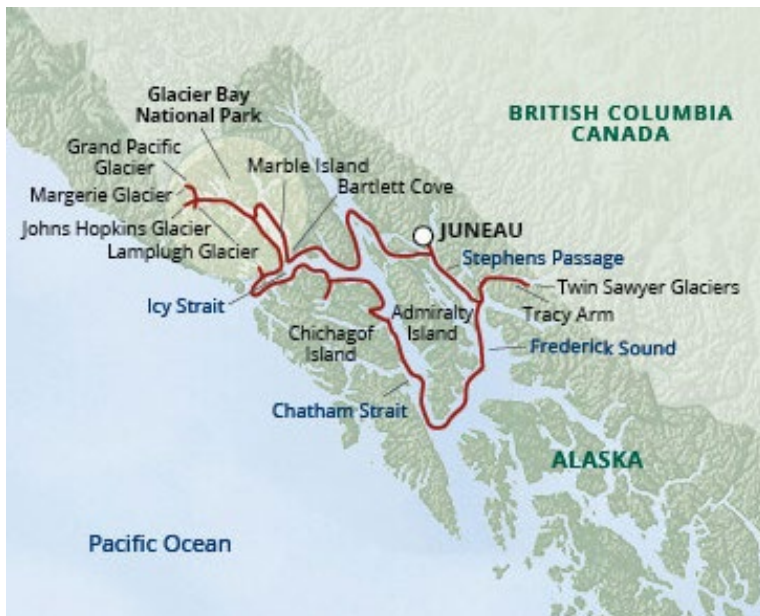 Glacier Bay
National Park
BRITISH COLUMBIA
CANADA
Grand Pacific
Glacier
Marble Island
Margerie Glacier
Bartlett Cove
Johns Hopkins Glacier
JUNEAU
Lamplugh Glacier
Stephens Passage
Twin Sawyer Glaciers
Icy Strait
Tracy Arm
Admiralty
Island
Chichagof
Island
Frederick Sound
Chatham Strait
ALASKA
Pacific Ocean